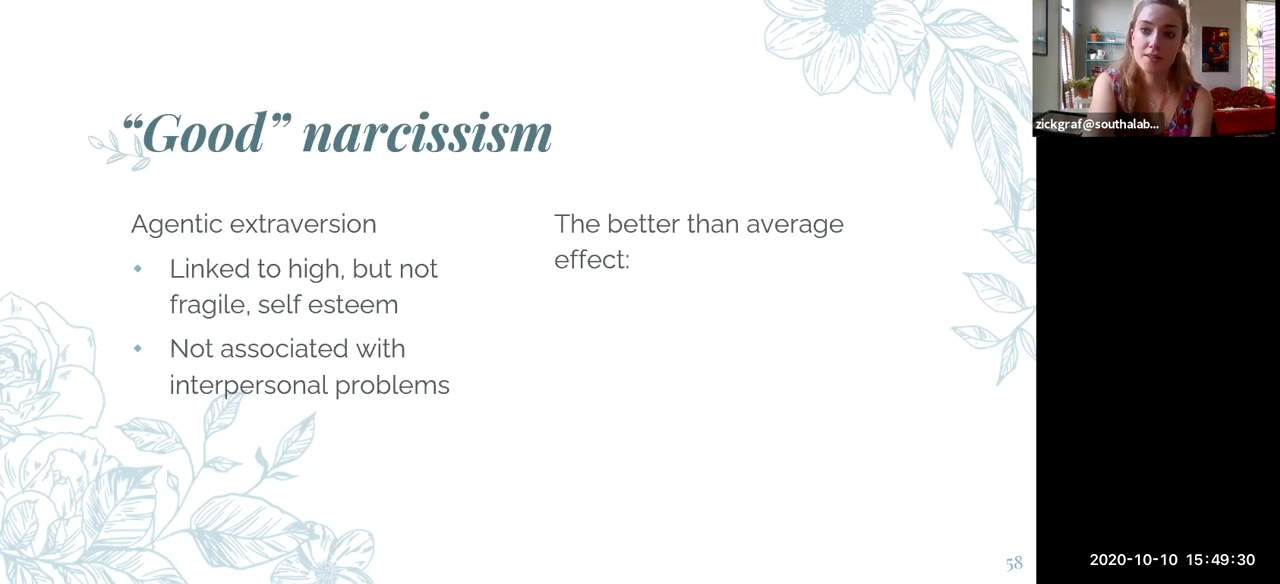 “Good” narcissism
Agentic extraversion
Linked to high, but not
fragile, self esteem
Not associated with
interpersonal problems
The better than average
effect:
zickgraf@southalab...
58
2020-10-10 15:49:30